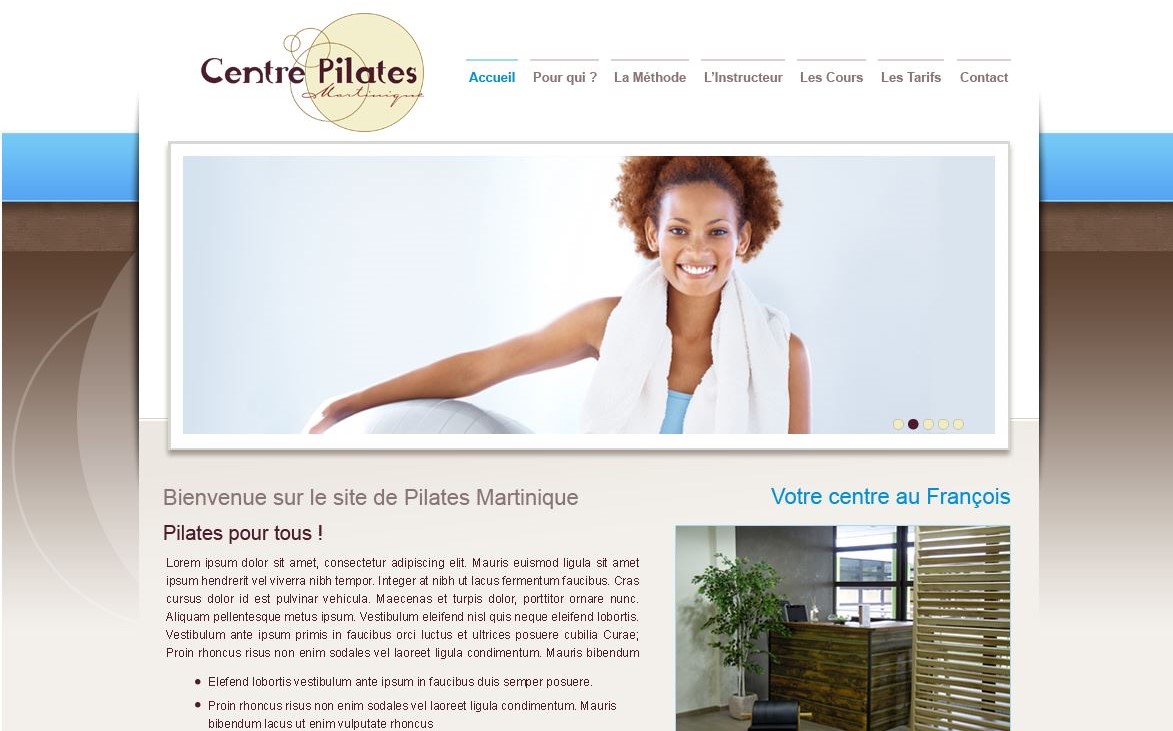 Centre Pilates
Martinique
Accueil Pour qui ? La Méthode L'Instructeur Les Cours Les Tarifs Contact
Bienvenue sur le site de Pilates Martinique
Pilates pour tous !
Lorem ipsum dolor sit amet, consectetur adipiscing elit. Mauris euismod ligula sit amet
ipsum hendrerit vel viverra nibh tempor. Integer at nibh ut lacus fermentum faucibus. Cras
cursus dolor id est pulvinar vehicula. Maecenas et turpis dolor, porttitor ornare nunc.
Aliquam pellentesque metus ipsum. Vestibulum eleifend nisl quis neque eleifend lobortis.
Vestibulum ante ipsum primis in faucibus orci luctus et ultrices posuere cubilia Curae;
Proin rhoncus risus non enim sodales vel laoreet ligula condimentum. Mauris bibendum
• Elefend lobortis vestibulum ante ipsum in faucibus duis semper posuere.
• Proin rhoncus risus non enim sodales vel laoreet ligula condimentum. Mauris
bibendum lacus ut enim vulputate rhoncus
Votre centre au François